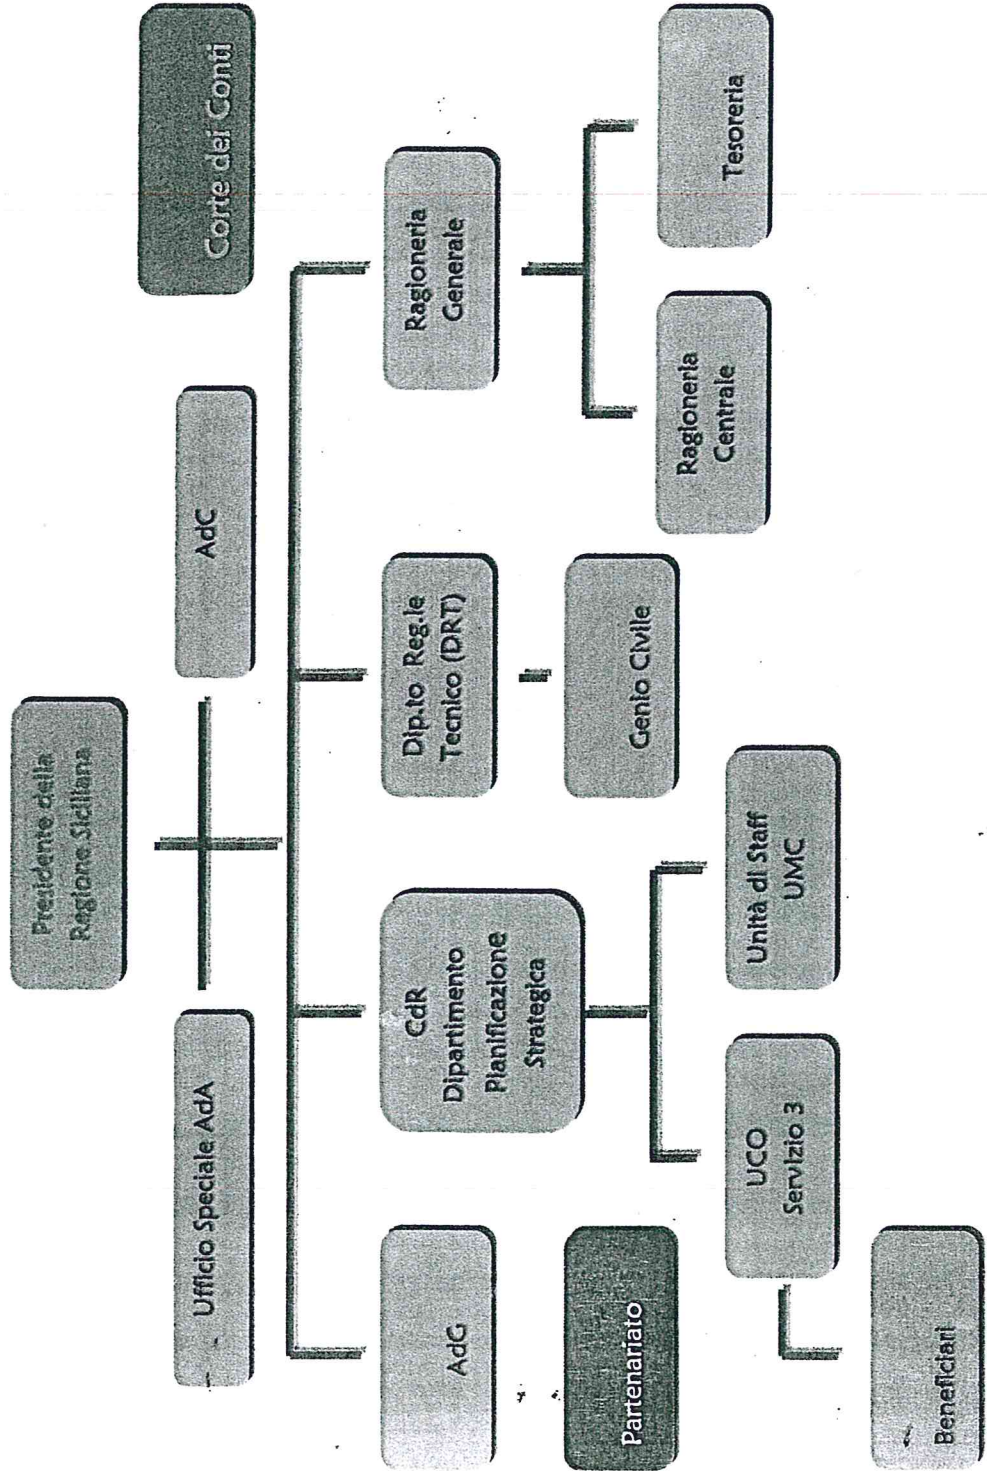 Presidente della
Regione Siciliana
Corte dei Conti
Ufficio Speciale AdA
AdC
AdG
CdR
Dipartimento
Planificazione
Strategica
Dip.to Reg.le
Tecnico (DRT)
Ragioneria
Generale
Partenariato
Genio Civile
Ragioneria
Centrale
Tesoreria
UCO
Servizio 3
Unità di Staff
UMC
Beneficiari